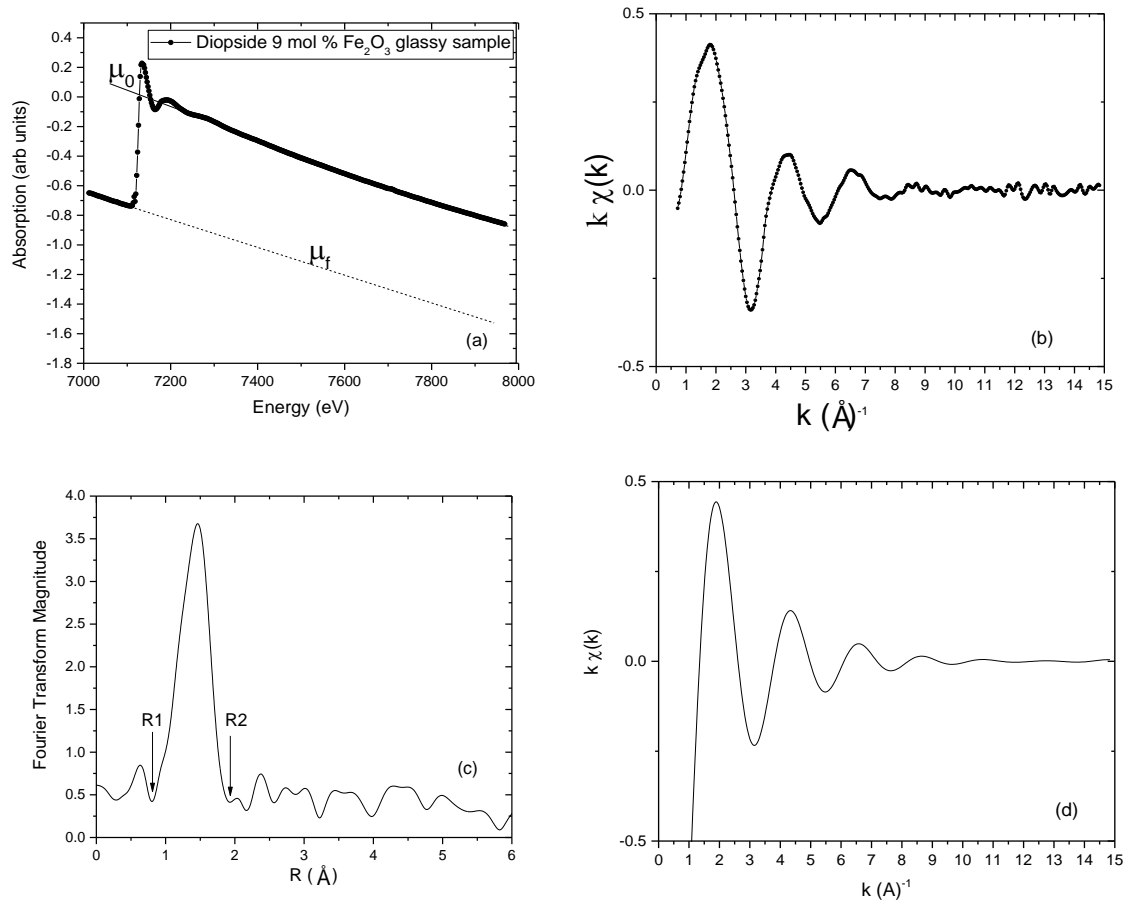 Diopside 9 mol % Fe2O3 glassy sample
μ0
μf
(a)
0.4
0.2
0.0
-0.2
-0.4
-0.6
-0.8
-1.0
-1.2
-1.4
-1.6
-1.8
Absorption (arb units)
7000 7200 7400 7600 7800 8000
Energy (eV)
0.5
0.0
-0.5
k χ(k)
(b)
0 1 2 3 4 5 6 7 8 9 10 11 12 13 14 15
k (Å)-1
4.0
3.5
3.0
2.5
2.0
1.5
1.0
0.5
0.0
Fourier Transform Magnitude
R1
R2
(c)
0 1 2 3 4 5 6
R (Å)
0.5
0.0
-0.5
k χ(k)
(d)
0 1 2 3 4 5 6 7 8 9 10 11 12 13 14 15
k (A)-1